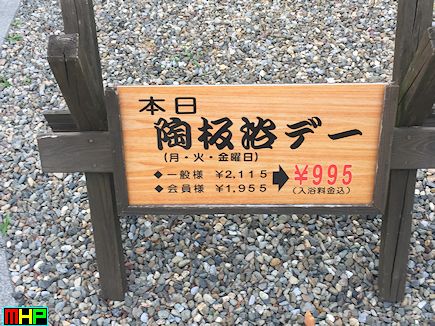 本日
陶板浴デー
(月・火・金曜日)
◆一般様 ¥2,115
◆会員様 ¥1,955
➡¥995
(入浴料金込)
MHP